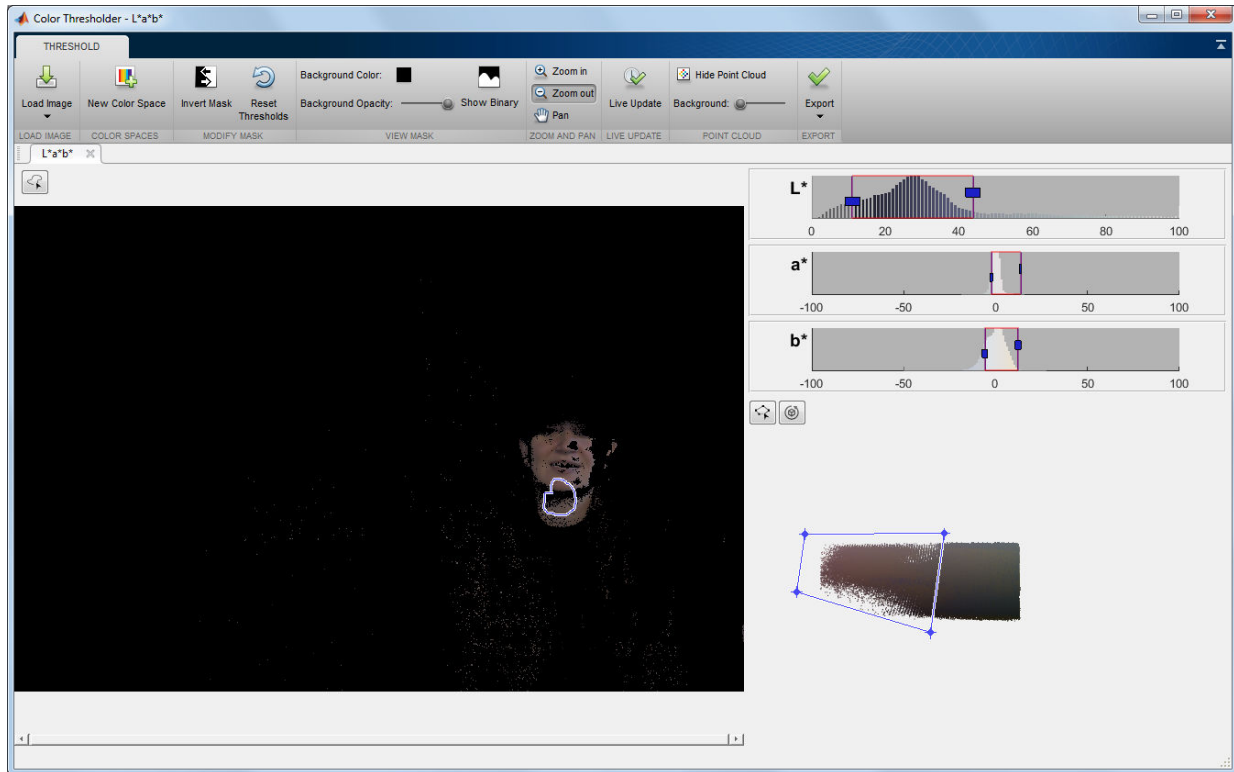 Color Thresholder - L*a*b*
THRESHOLD
Load Image
New Color Space
Invert Mask
Reset
Thresholds
Background Color:
Background Opacity:
Show Binary
Zoom in
Zoom out
Pan
Live Update
Hide Point Cloud
Background:
Export
LOAD IMAGE
COLOR SPACES
MODIFY MASK
VIEW MASK
ZOOM AND PAN
LIVE UPDATE
POINT CLOUD
EXPORT
L*a*b*
L*
0 20 40 60 80 100
a*
-100 -50 0 50 100
b*
-100 -50 0 50 100